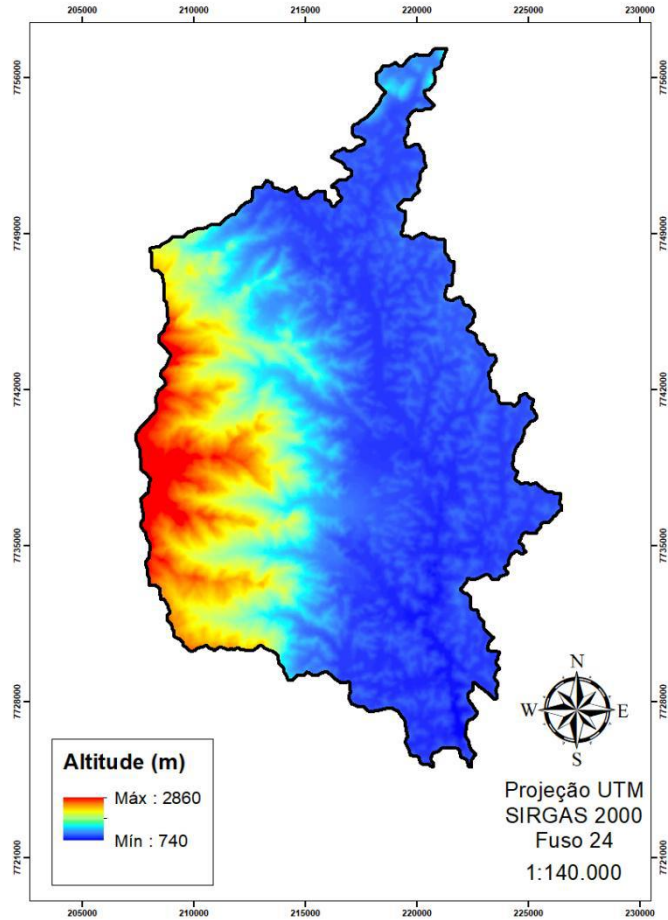 205000 210000 215000 220000 225000 230000
7756000 7756000
7749000 7749000
7742000 7742000
7735000 7735000
7728000 7728000
7721000 7721000
N
W E
S
Altitude (m)
Máx : 2860
Mín : 740
Projeção UTM
SIRGAS 2000
Fuso 24
1:140.000
205000 210000 215000 220000 225000 230000